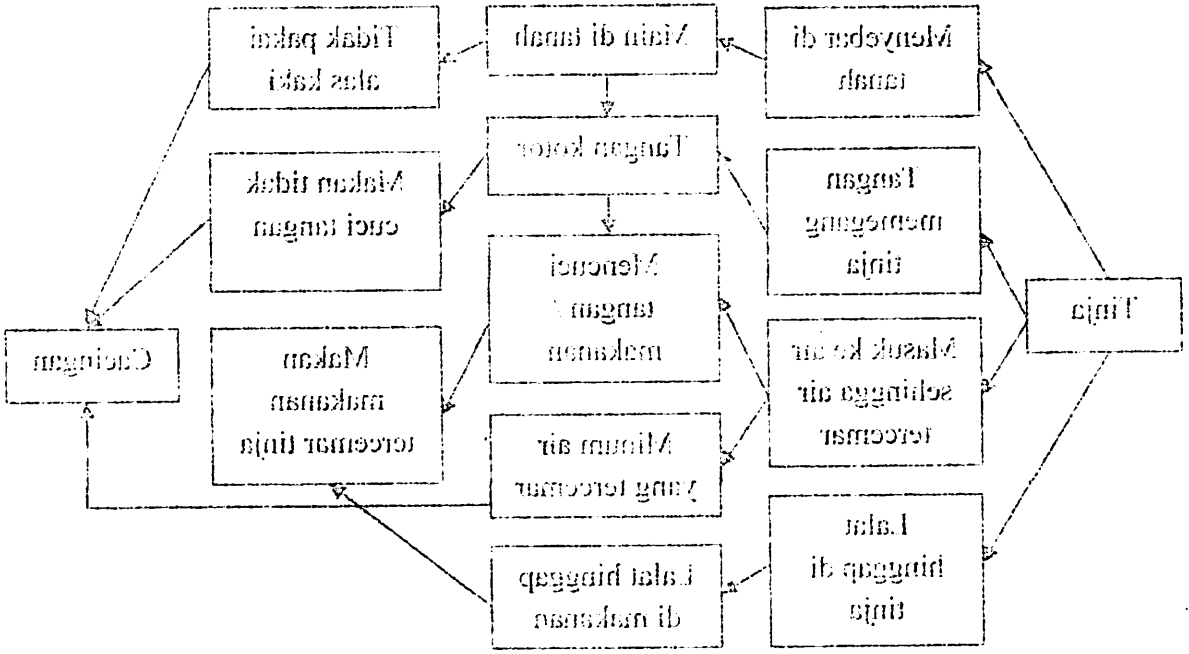 Menyebar di
tanah
Main di tanah
Tidak pakai
alas kaki
Tangan
memegang
tinja
Tangan kotor
Makan tidak
cuci tangan
Tinja
Masuk ke air
sehingga air
tercemar
Mencuci
tangan /
makanan
Makan
makanan
tercemar tinja
Cacingan
Minum air
yang tercemar
Lalat
hinggap di
tinja
Lalat hinggap
di makanan